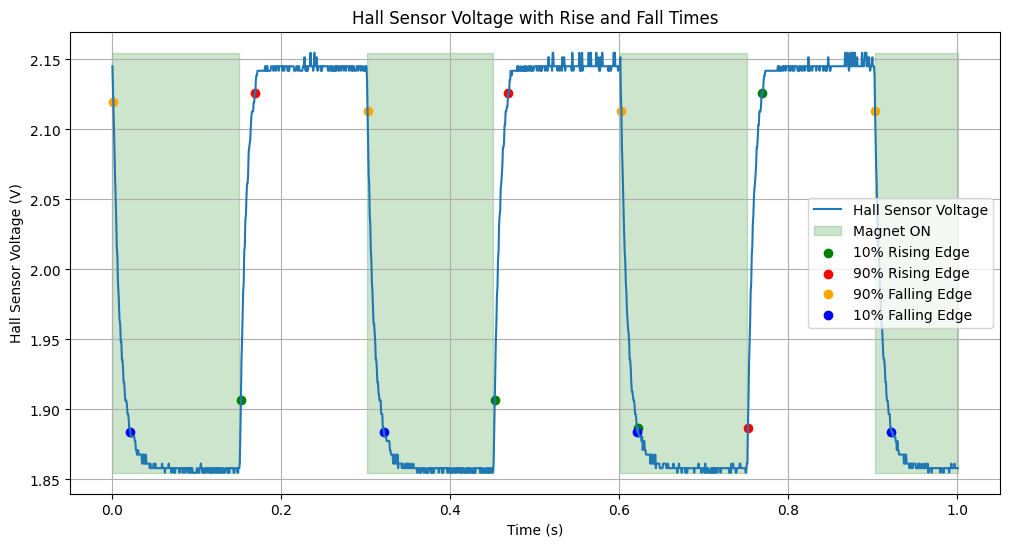 Hall Sensor Voltage with Rise and Fall Times
Hall Sensor Voltage (V)
2.15
2.10
2.05
2.00
1.95
1.90
1.85
Hall Sensor Voltage
Magnet ON
10% Rising Edge
90% Rising Edge
90% Falling Edge
10% Falling Edge
0.0 0.2 0.4 0.6 0.8 1.0
Time (s)